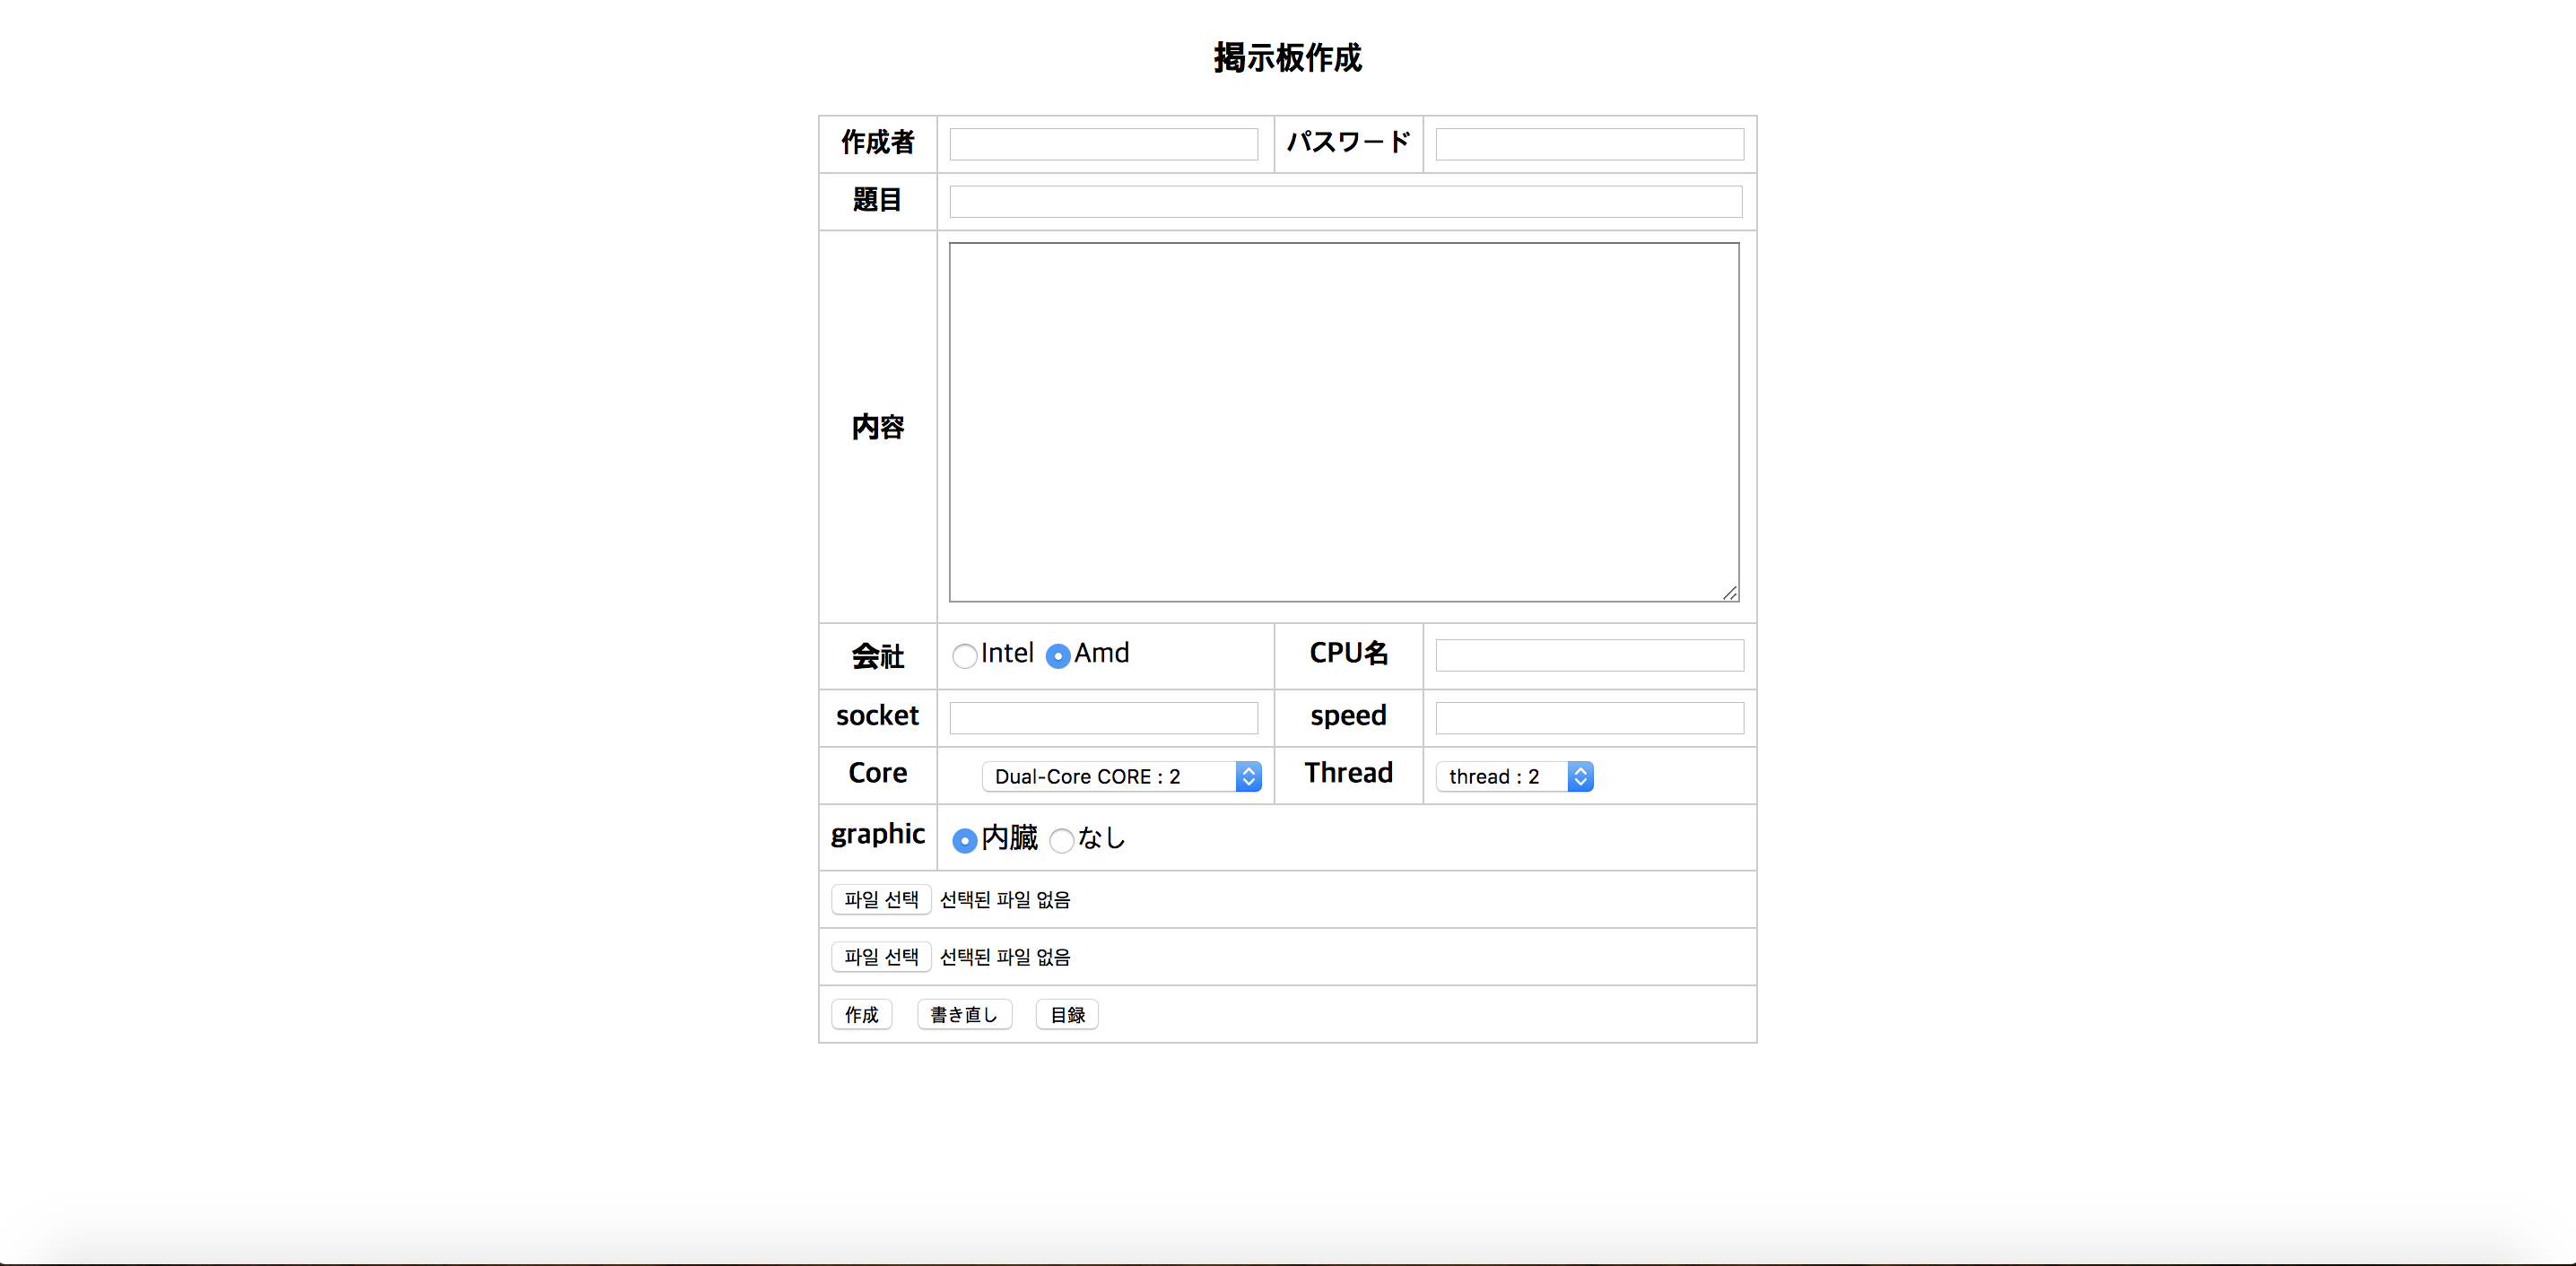 掲示板作成
作成者 パスワード
題目
内容
会社 Intel Amd CPU名
socket speed
Core Dual-Core CORE : 2 Thread thread : 2
graphic 内臓 なし
파일 선택 선택된 파일 없음
파일 선택 선택된 파일 없음
作成 書き直し 目録